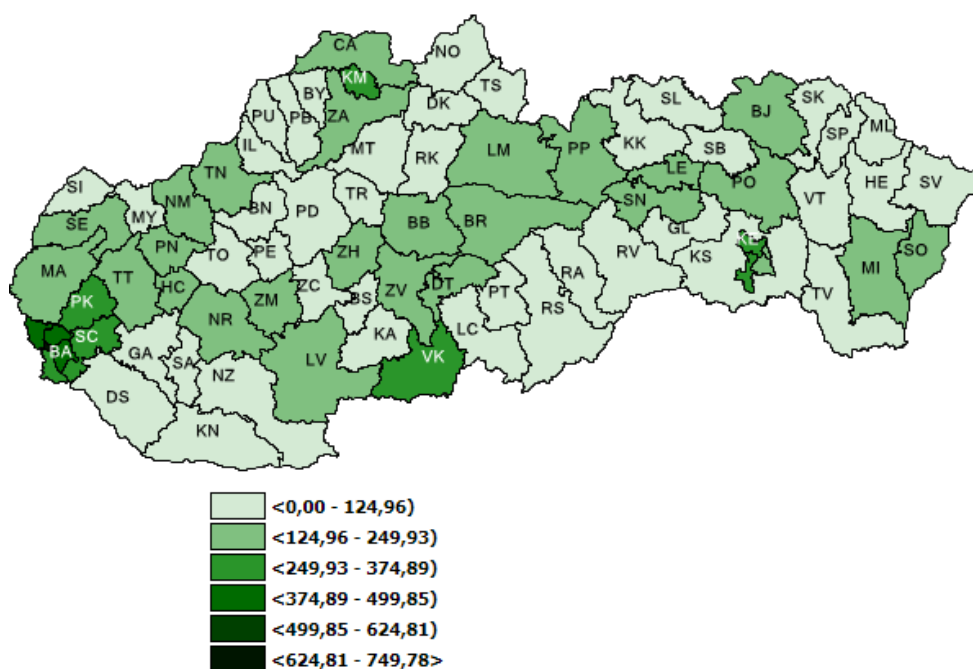 CA
NO
KM
TS
BY
PU
PB
ZA
DK
SL
SK
BJ
SP
ML
IL
MT
RK
LM
PP
KK
SB
HE
SV
LE
PO
TN
SI
NM
BN
PD
TR
SN
VT
MY
SE
BB
BR
GL
PN
TO
PE
ZH
RV
KS
SO
MA
TT
MI
HC
ZM
ZC
ZV
DT
RA
PT
TV
PK
NR
BS
RS
SC
KA
LC
BA
GA
SA
LV
VK
NZ
DS
KN
<0,00 - 124,96)
<124,96 - 249,93)
<249,93 - 374,89)
<374,89 - 499,85)
<499,85 - 624,81)
<624,81 - 749,78>